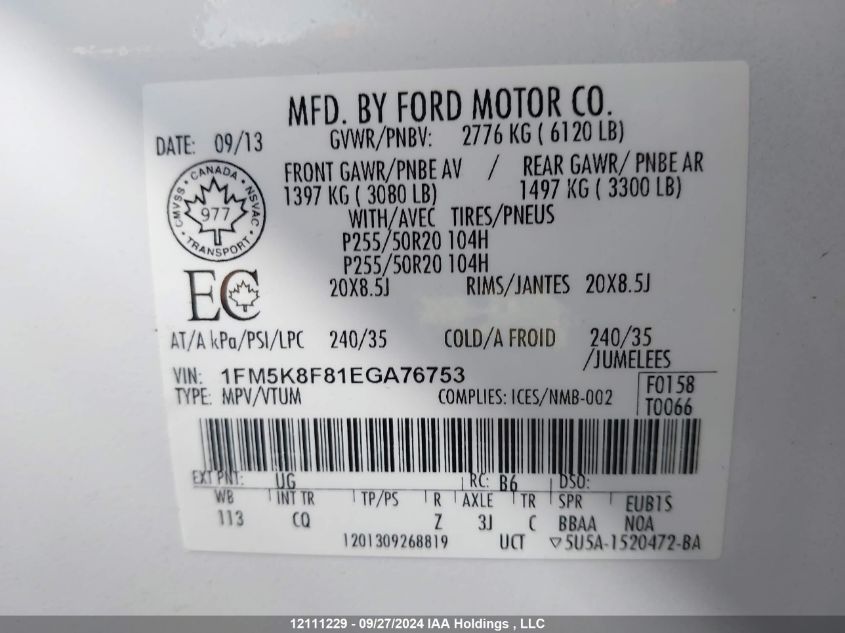 MFD. BY FORD MOTOR CO.
DATE: 09/13 GVWR/PNBV: 2776 KG ( 6120 LB)
FRONT GAWR/PNBE AV / REAR GAWR/ PNBE AR
1397 KG ( 3080 LB) 1497 KG ( 3300 LB)
WITH/AVEC TIRES/PNEUS
P255/50R20 104H
P255/50R20 104H
20X8.5J RIMS/JANTES 20X8.5J
CANADA
CMVSS NSVAC
977
TRANSPORT
EC
AT/A kPa/PSI/LPC 240/35 COLD/A FROID 240/35
/JUMELEES
VIN: 1FM5K8F81EGA76753
TYPE: MPV/VTUM COMPLIES: ICES/NMB-002
F0158
T0066
EXT PNT: UG RC: B6 DSO:
WB INT TR TP/PS R AXLE TR SPR EUB1S
113 CQ Z 3J C BBAA NOA
1201309268819 UCT ▽5U5A-1520472-BA
12111229 - 09/27/2024 IAA Holdings , LLC